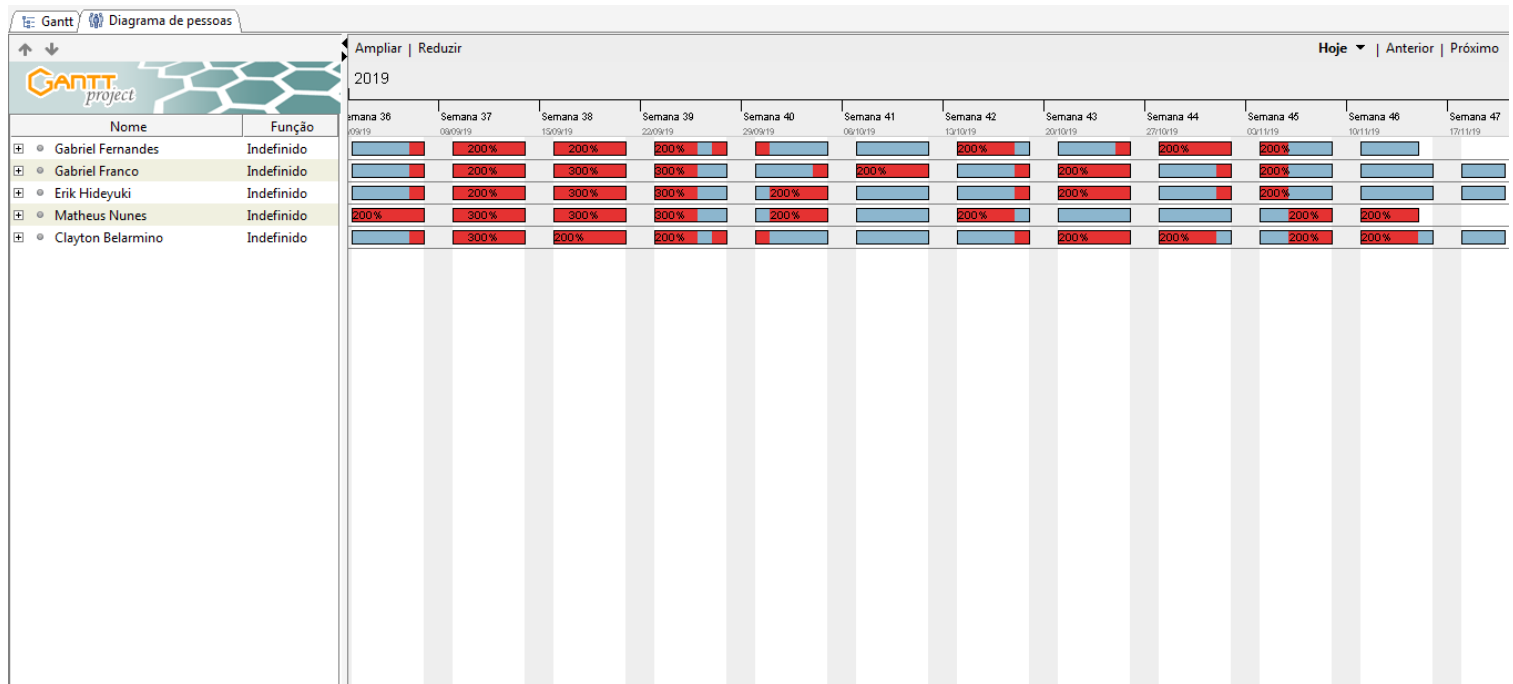 Gantt
Diagrama de pessoas
Ampliar | Reduzir
Hoje | Anterior | Próximo
GANTT
project
2019
emana 36 Semana 37 Semana 38 Semana 39 Semana 40 Semana 41 Semana 42 Semana 43 Semana 44 Semana 45 Semana 46 Semana 47
/09/19 08/09/19 15/09/19 22/09/19 29/09/19 06/10/19 13/10/19 20/10/19 27/10/19 03/11/19 10/11/19 17/11/19
Nome Função
Gabriel Fernandes Indefinido 200% 200% 200% 200% 200% 200%
Gabriel Franco Indefinido 200% 300% 300% 200% 200% 200%
Erik Hideyuki Indefinido 200% 300% 300% 200% 200% 200%
Matheus Nunes Indefinido 200% 300% 300% 300% 200% 200% 200% 200%
Clayton Belarmino Indefinido 300% 200% 200% 200% 200% 200% 200%